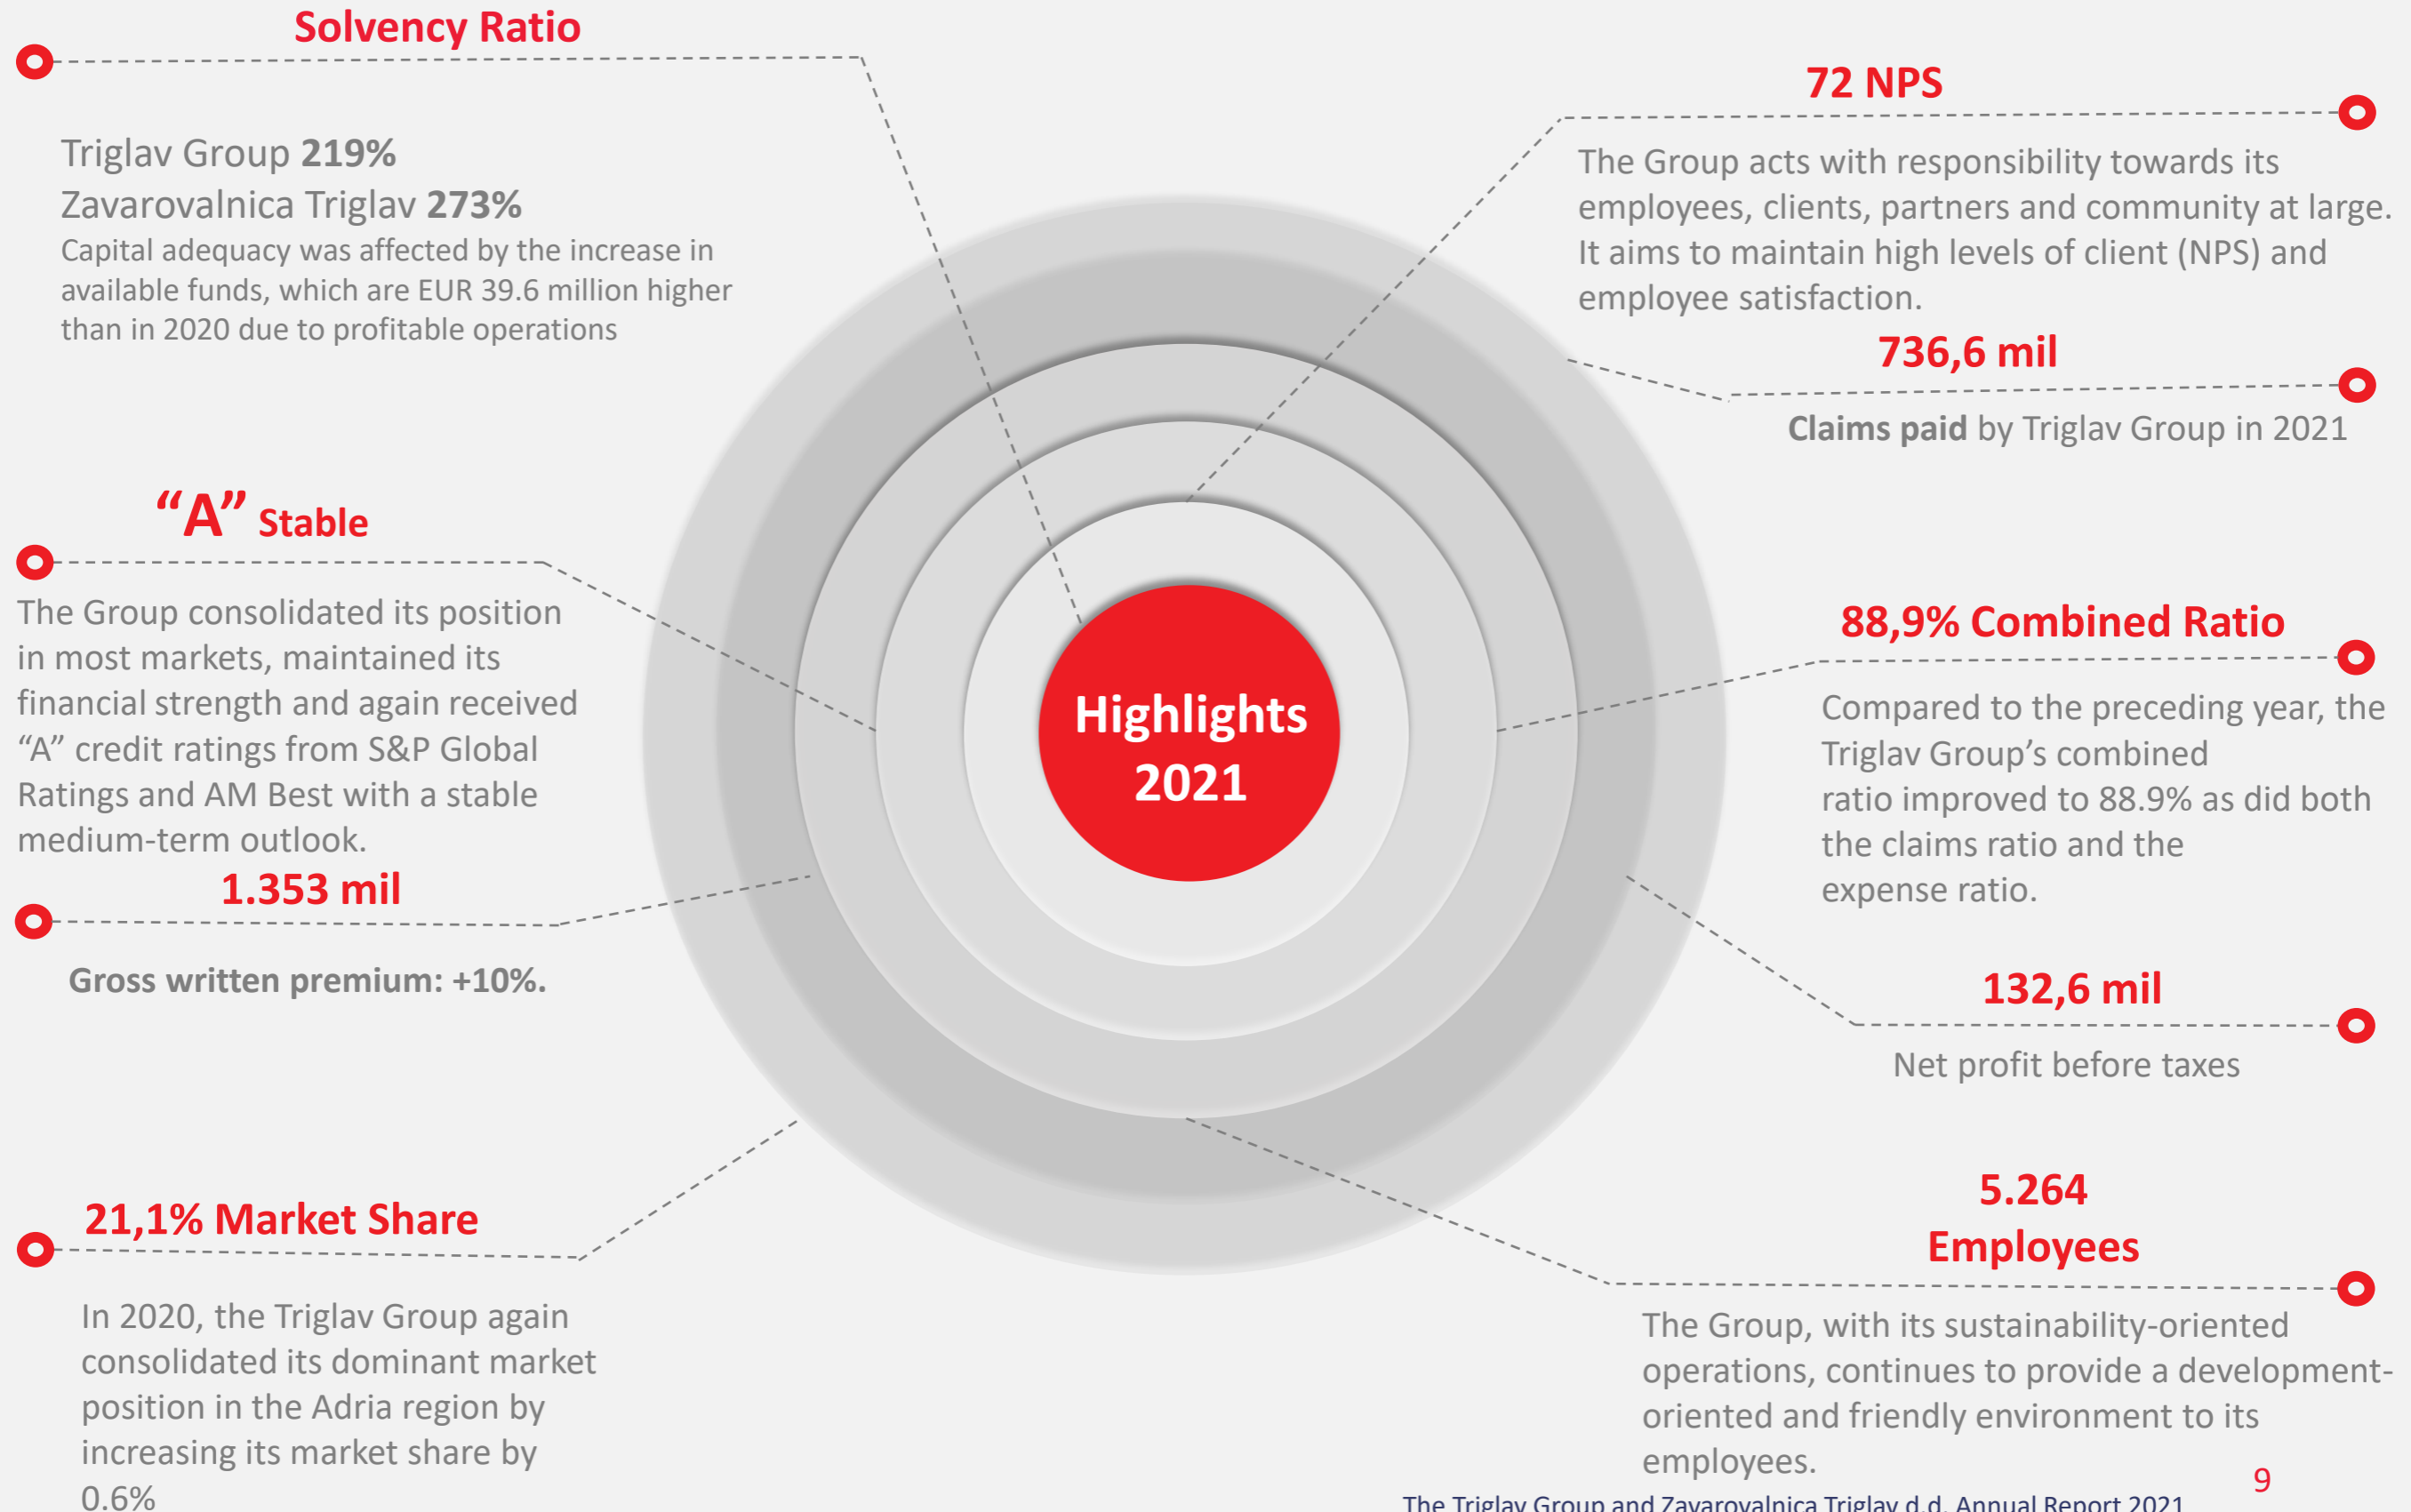 Solvency Ratio
Triglav Group 219%
Zavarovalnica Triglav 273%
Capital adequacy was affected by the increase in
available funds, which are EUR 39.6 million higher
than in 2020 due to profitable operations
“A” Stable
The Group consolidated its position
in most markets, maintained its
financial strength and again received
“A” credit ratings from S&P Global
Ratings and AM Best with a stable
medium-term outlook.
1.353 mil
Gross written premium: +10%.
21,1% Market Share
In 2020, the Triglav Group again
consolidated its dominant market
position in the Adria region by
increasing its market share by
0.6%
Highlights
2021
72 NPS
The Group acts with responsibility towards its
employees, clients, partners and community at large.
It aims to maintain high levels of client (NPS) and
employee satisfaction.
736,6 mil
Claims paid by Triglav Group in 2021
88,9% Combined Ratio
Compared to the preceding year, the
Triglav Group’s combined
ratio improved to 88.9% as did both
the claims ratio and the
expense ratio.
132,6 mil
Net profit before taxes
5.264
Employees
The Group, with its sustainability-oriented
operations, continues to provide a development-
oriented and friendly environment to its
employees.
9
The Triglav Group and Zavarovalnica Triglav d.d. Annual Report 2021